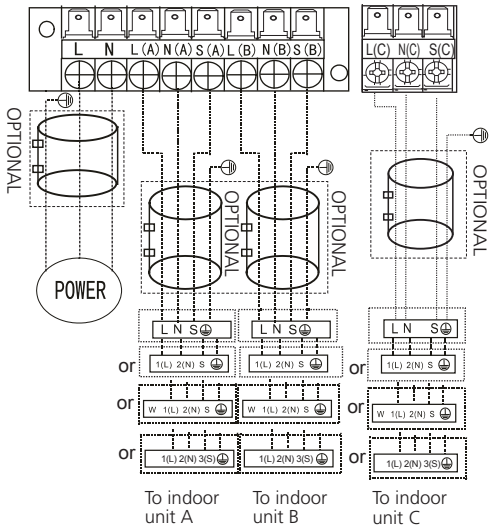 L N L(A) N(A) S(A) L(B) N(B) S(B)
L(C) N(C) S(C)
OPTIONAL
OPTIONAL
OPTIONAL
OPTIONAL
POWER
L N S
L N S
L N S
or
1(L) 2(N) S
1(L) 2(N) S
or
1(L) 2(N) S
or
W 1(L) 2(N) S
W 1(L) 2(N) S
or
W 1(L) 2(N) S
or
1(L) 2(N) 3(S)
1(L) 2(N) 3(S)
or
1(L) 2(N) 3(S)
To indoor
unit A
To indoor
unit B
To indoor
unit C